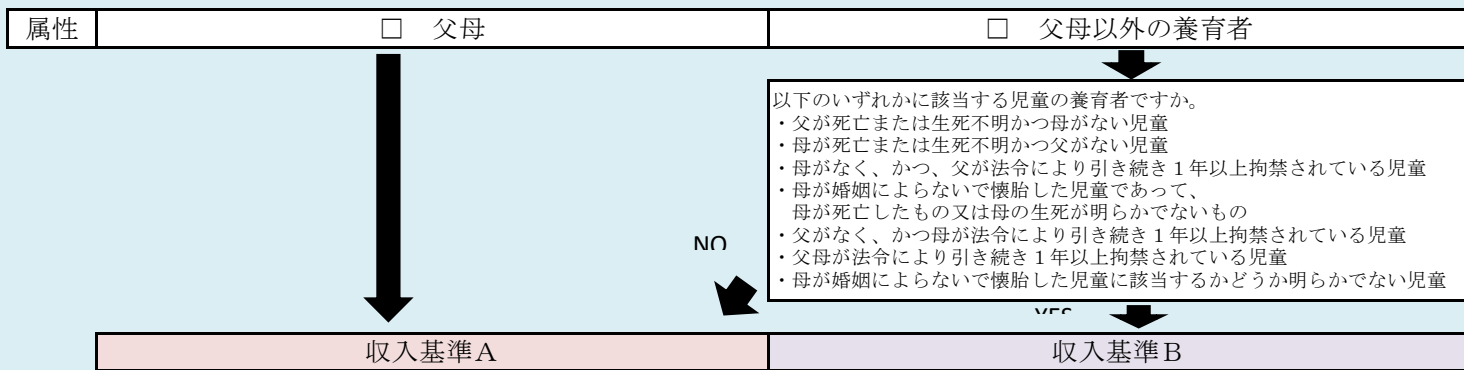 属性
□ 父母
□ 父母以外の養育者
以下のいずれかに該当する児童の養育者ですか。
・父が死亡または生死不明かつ母がない児童
・母が死亡または生死不明かつ父がない児童
・母がなく、かつ、父が法令により引き続き１年以上拘禁されている児童
・母が婚姻によらないで懐胎した児童であって、
母が死亡したもの又は母の生死が明らかでないもの
・父がなく、かつ母が法令により引き続き１年以上拘禁されている児童
・父母が法令により引き続き１年以上拘禁されている児童
・母が婚姻によらないで懐胎した児童に該当するかどうか明らかでない児童
NO
YES
収入基準Ａ
収入基準Ｂ